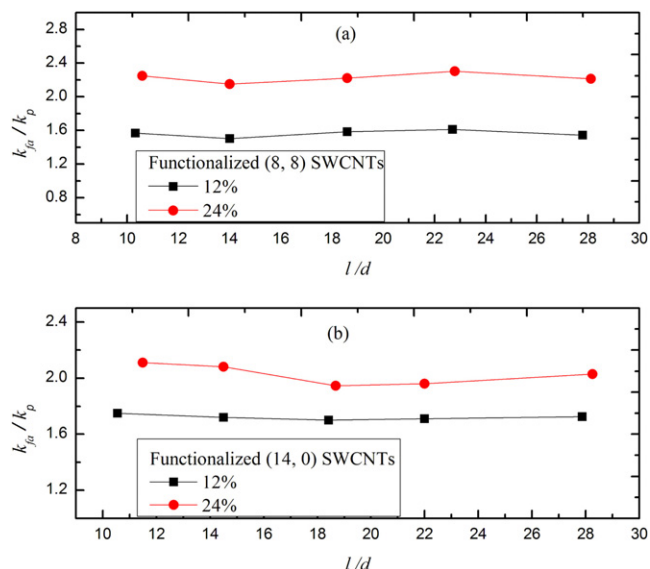 (a)
2.8
2.4
2.0
1.6
1.2
0.8
k_fa / k_p
Functionalized (8, 8) SWCNTs
12%
24%
8 10 12 14 16 18 20 22 24 26 28 30
l/d
(b)
2.4
2.0
1.6
1.2
k_fa / k_p
Functionalized (14, 0) SWCNTs
12%
24%
10 12 14 16 18 20 22 24 26 28 30
l/d